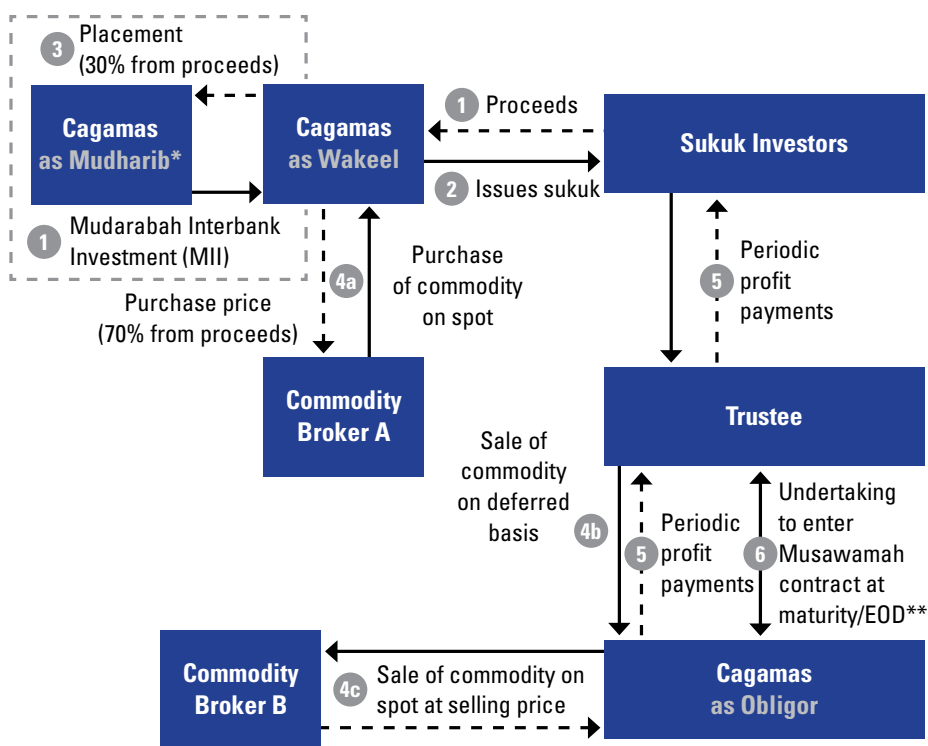 3 Placement
(30% from proceeds)
Cagamas
as Mudharib*
Cagamas
as Wakeel
1 Proceeds
2 Issues sukuk
Sukuk Investors
1 Mudarabah Interbank
Investment (MII)
4a
Purchase price
(70% from proceeds)
Purchase
of commodity
on spot
5 Periodic
profit
payments
Commodity
Broker A
Trustee
Sale of
commodity
on deferred
basis
4b
5 Periodic
profit
payments
6 Undertaking
to enter
Musawamah
contract at
maturity/EOD**
Commodity
Broker B
4c Sale of commodity on
spot at selling price
Cagamas
as Obligor